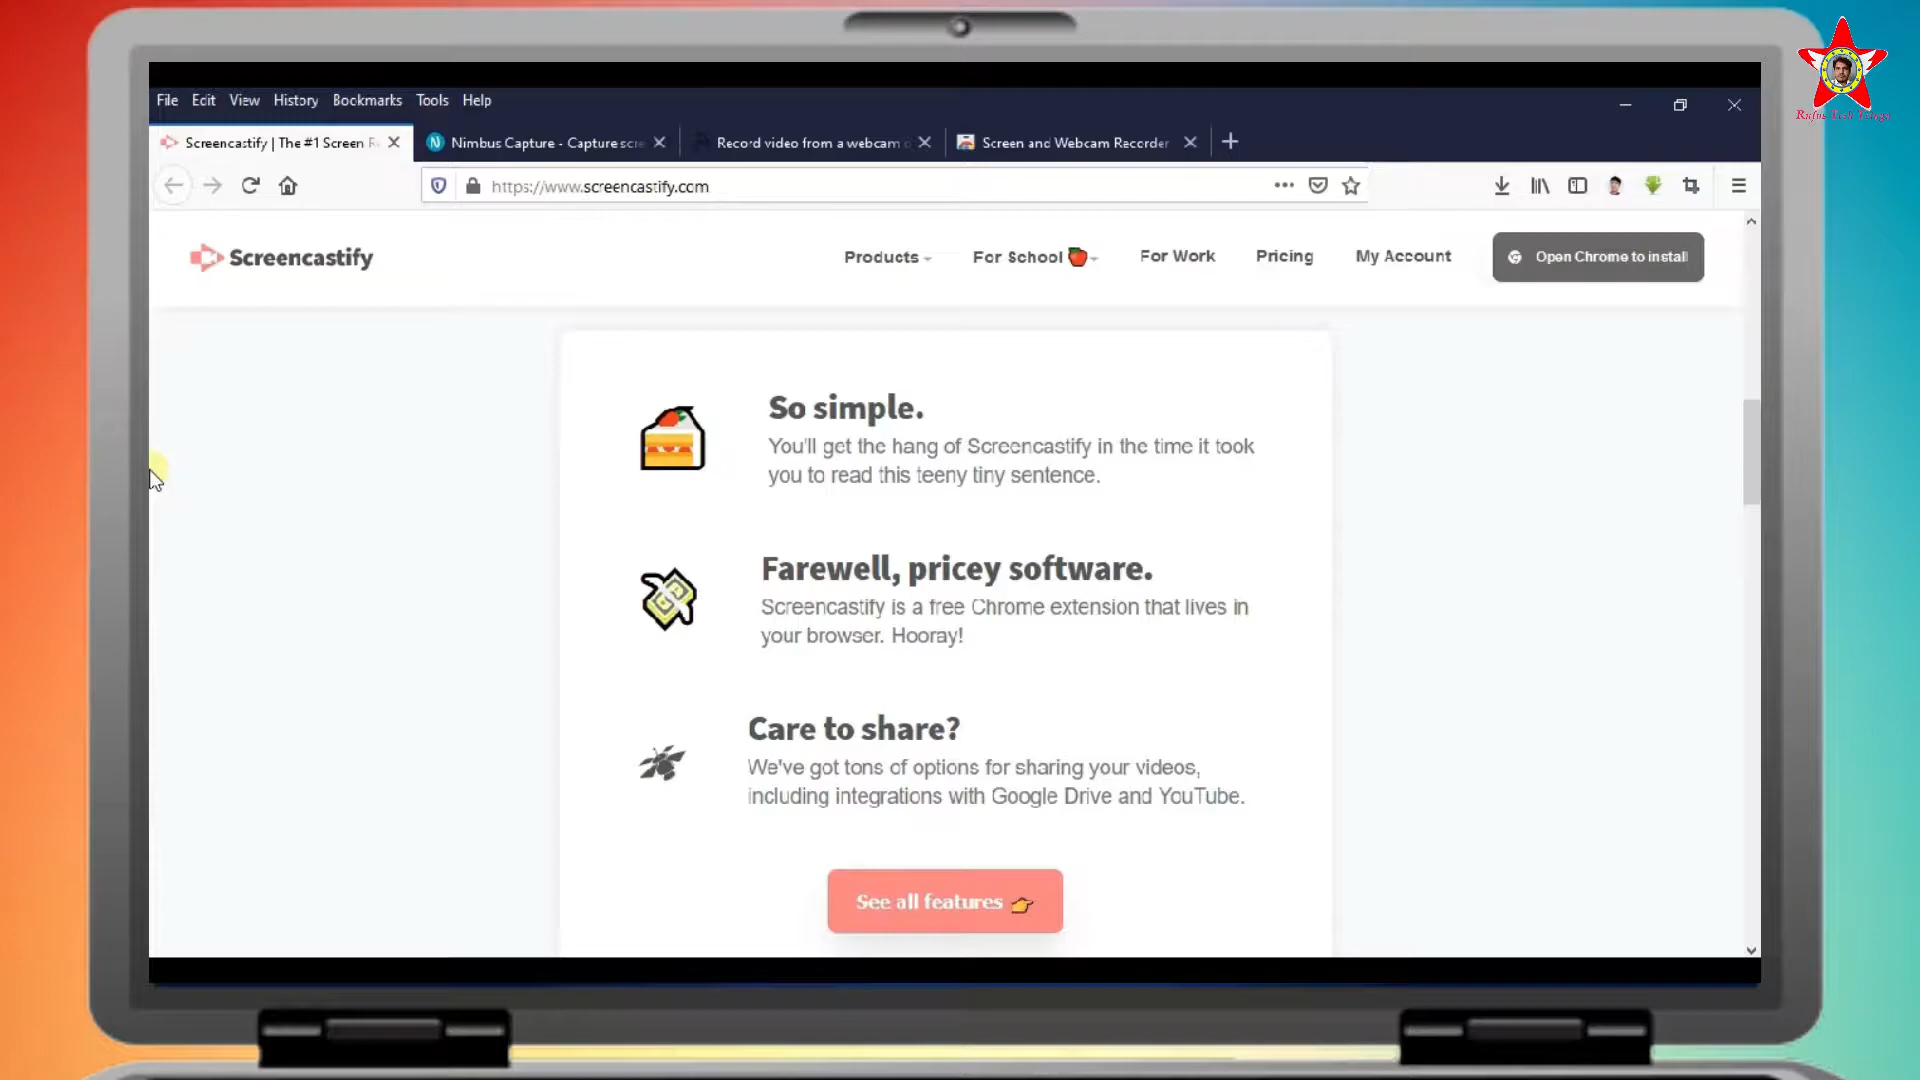 File Edit View History Bookmarks Tools Help
Screencastify | The #1 Screen R
Nimbus Capture - Capture scre
Record video from a webcam o
Screen and Webcam Recorder
https://www.screencastify.com
Screencastify
Products
For School
For Work
Pricing
My Account
Open Chrome to install
So simple.
You'll get the hang of Screencastify in the time it took
you to read this teeny tiny sentence.
Farewell, pricey software.
Screencastify is a free Chrome extension that lives in
your browser. Hooray!
Care to share?
We've got tons of options for sharing your videos,
including integrations with Google Drive and YouTube.
See all features